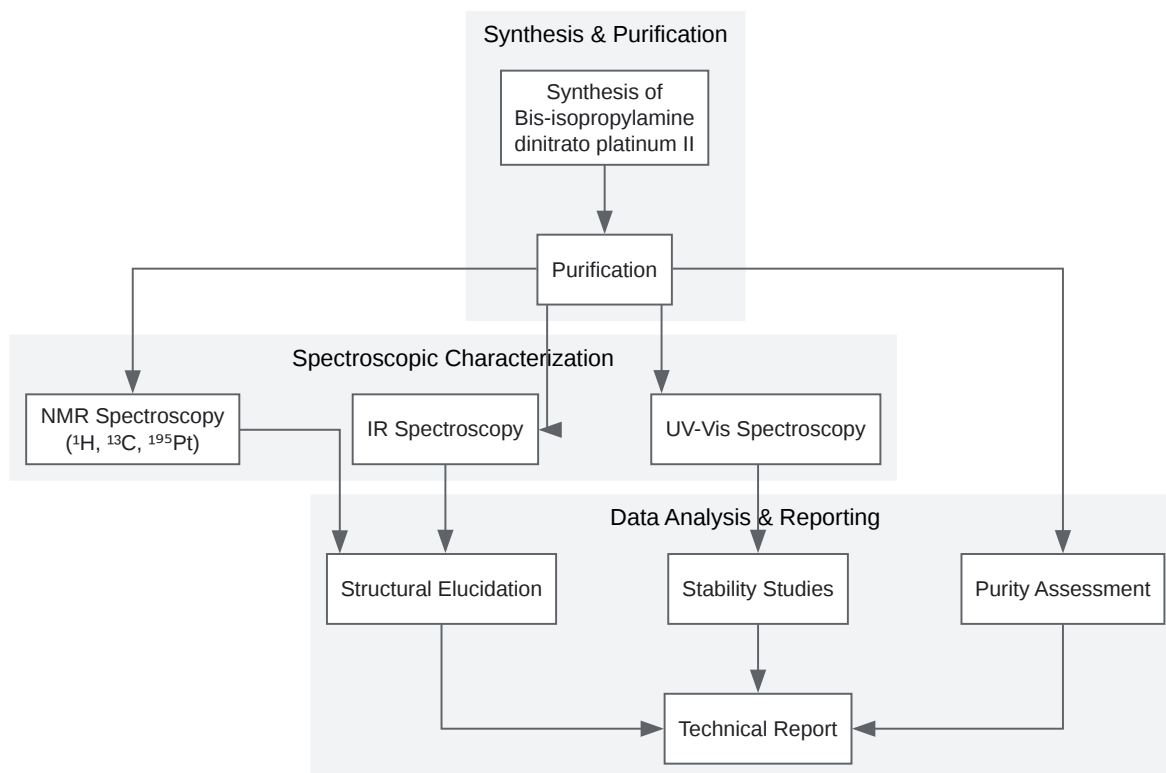 Synthesis & Purification
Synthesis of
Bis-isopropylamine
dinitrato platinum II
Purification
Spectroscopic Characterization
NMR Spectroscopy
(¹H, ¹³C, ¹⁹⁵Pt)
IR Spectroscopy
UV-Vis Spectroscopy
Data Analysis & Reporting
Structural Elucidation
Stability Studies
Purity Assessment
Technical Report